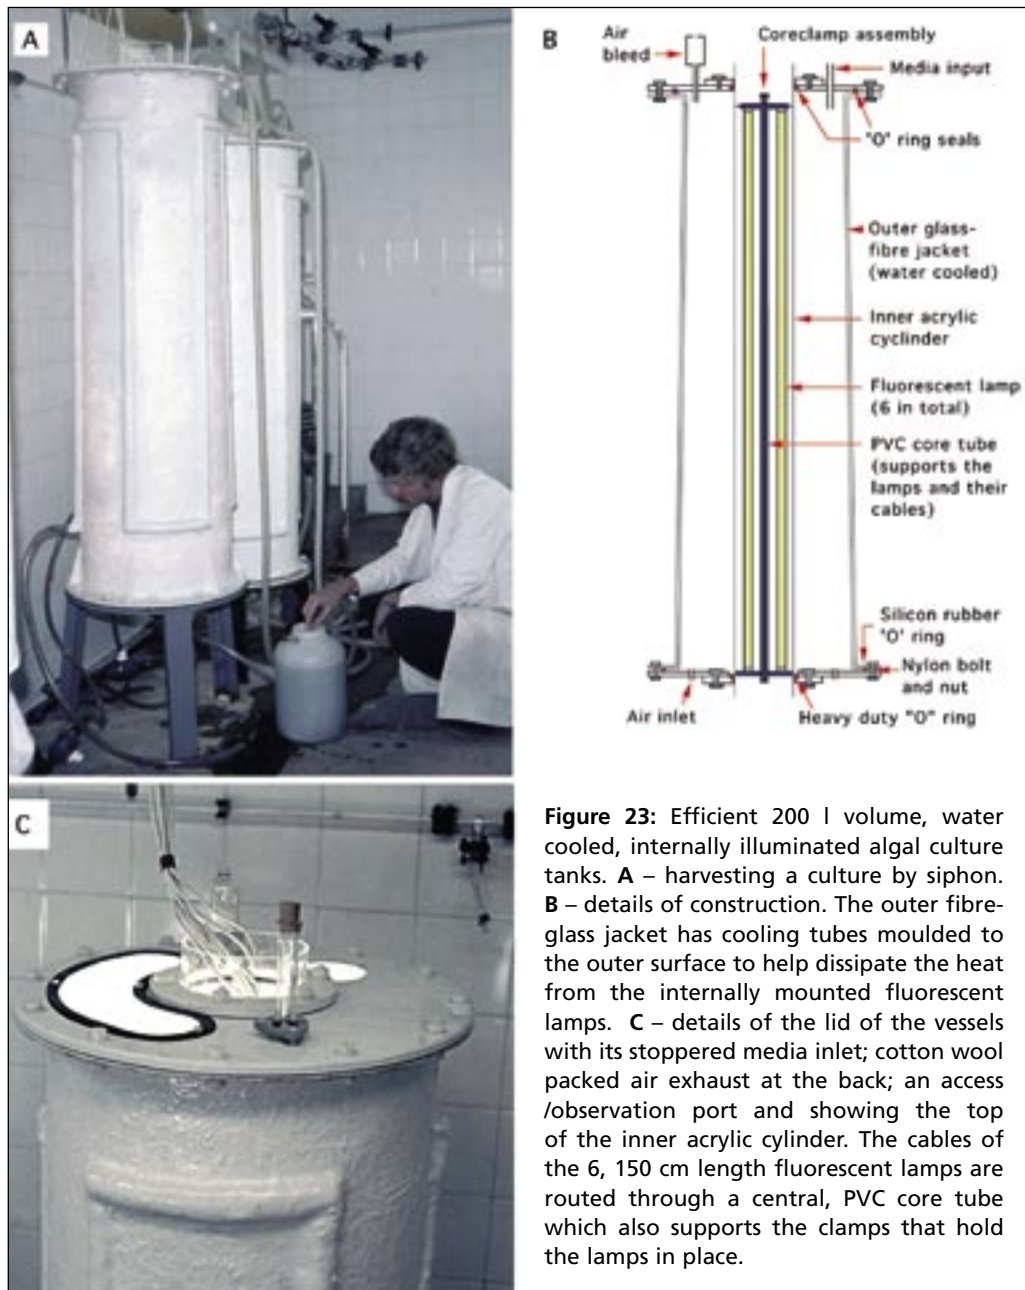 A
B
Air
bleed
Coreclamp assembly
Media input
"O" ring seals
Outer glass-
fibre jacket
(water cooled)
Inner acrylic
cyclinder
Fluorescent lamp
(6 in total)
PVC core tube
(supports the
lamps and their
cables)
Silicon rubber
'O' ring
Nylon bolt
and nut
Air inlet
Heavy duty "O" ring
C
Figure 23: Efficient 200 l volume, water
cooled, internally illuminated algal culture
tanks. A – harvesting a culture by siphon.
B – details of construction. The outer fibre-
glass jacket has cooling tubes moulded to
the outer surface to help dissipate the heat
from the internally mounted fluorescent
lamps. C – details of the lid of the vessels
with its stoppered media inlet; cotton wool
packed air exhaust at the back; an access
/observation port and showing the top
of the inner acrylic cylinder. The cables of
the 6, 150 cm length fluorescent lamps are
routed through a central, PVC core tube
which also supports the clamps that hold
the lamps in place.